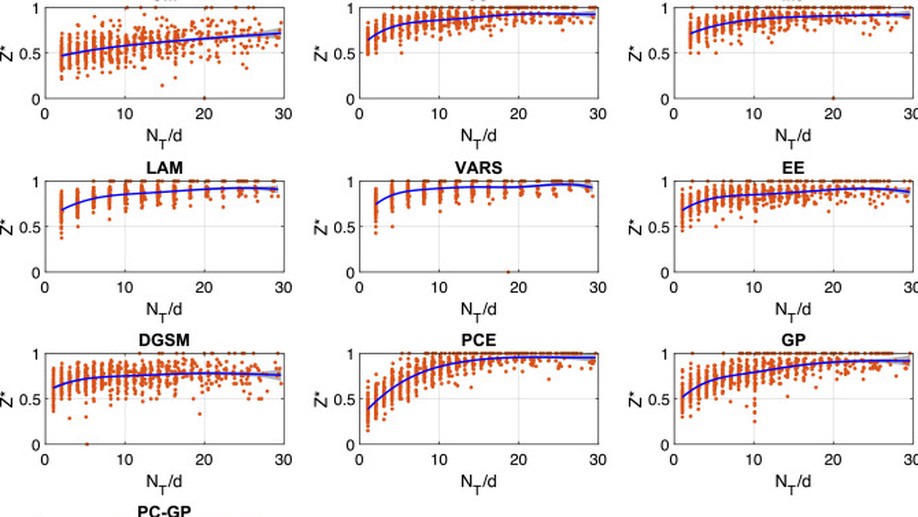 1 1 1
Z* 0.5 Z* 0.5 Z* 0.5
0 0 0
0 10 20 30 0 10 20 30 0 10 20 30
N_T/d N_T/d N_T/d
LAM VARS EE
1 1 1
Z* 0.5 Z* 0.5 Z* 0.5
0 0 0
0 10 20 30 0 10 20 30 0 10 20 30
N_T/d N_T/d N_T/d
DGSM PCE GP
1 1 1
Z* 0.5 Z* 0.5 Z* 0.5
0 0 0
0 10 20 30 0 10 20 30 0 10 20 30
N_T/d N_T/d N_T/d
PC-GP